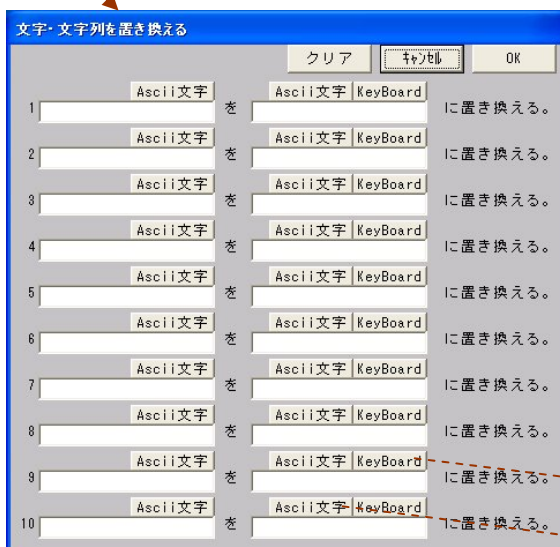 文字・文字列を置き換える
クリア キャンセル OK
Ascii文字 Ascii文字 KeyBoard
1 を に置き換える。
Ascii文字 Ascii文字 KeyBoard
2 を に置き換える。
Ascii文字 Ascii文字 KeyBoard
3 を に置き換える。
Ascii文字 Ascii文字 KeyBoard
4 を に置き換える。
Ascii文字 Ascii文字 KeyBoard
5 を に置き換える。
Ascii文字 Ascii文字 KeyBoard
6 を に置き換える。
Ascii文字 Ascii文字 KeyBoard
7 を に置き換える。
Ascii文字 Ascii文字 KeyBoard
8 を に置き換える。
Ascii文字 Ascii文字 KeyBoard
9 を に置き換える。
Ascii文字 Ascii文字 KeyBoard
10 を に置き換える。